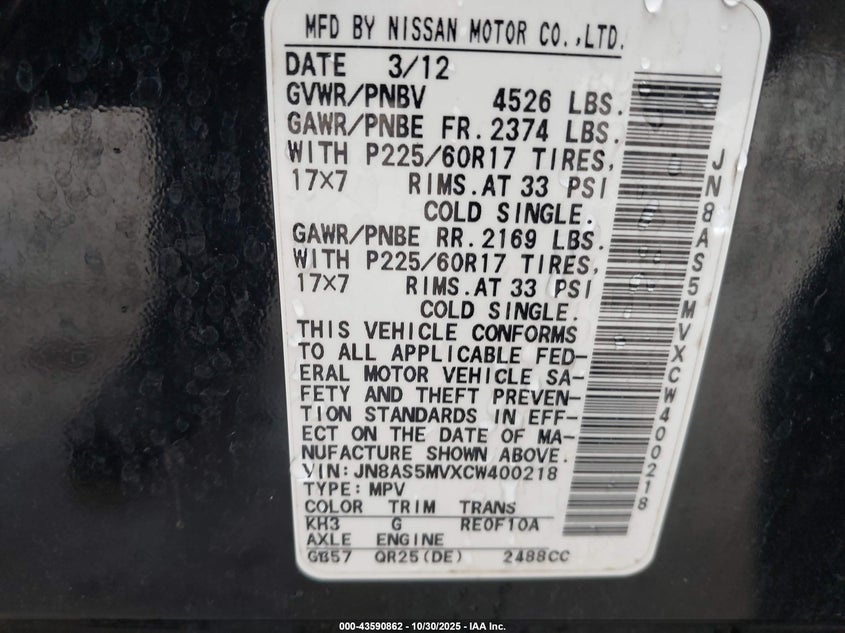 MFD BY NISSAN MOTOR CO.,LTD.
DATE 3/12
GVWR/PNBV 4526 LBS.
GAWR/PNBE FR. 2374 LBS.
WITH P225/60R17 TIRES,
17×7 RIMS.AT 33 PSI
COLD SINGLE.
GAWR/PNBE RR. 2169 LBS.
WITH P225/60R17 TIRES,
17×7 RIMS.AT 33 PSI
COLD SINGLE.
THIS VEHICLE CONFORMS
TO ALL APPLICABLE FED-
ERAL MOTOR VEHICLE SA-
FETY AND THEFT PREVEN-
TION STANDARDS IN EFF-
ECT ON THE DATE OF MA-
NUFACTURE SHOWN ABOVE.
VIN: JN8AS5MVXCW400218
TYPE: MPV
COLOR TRIM TRANS
KH3 G RE0F10A
AXLE ENGINE
GB57 QR25(DE) 2488CC
JN8AS5MVXCW400218
000-43590862 - 10/30/2025 - IAA Inc.